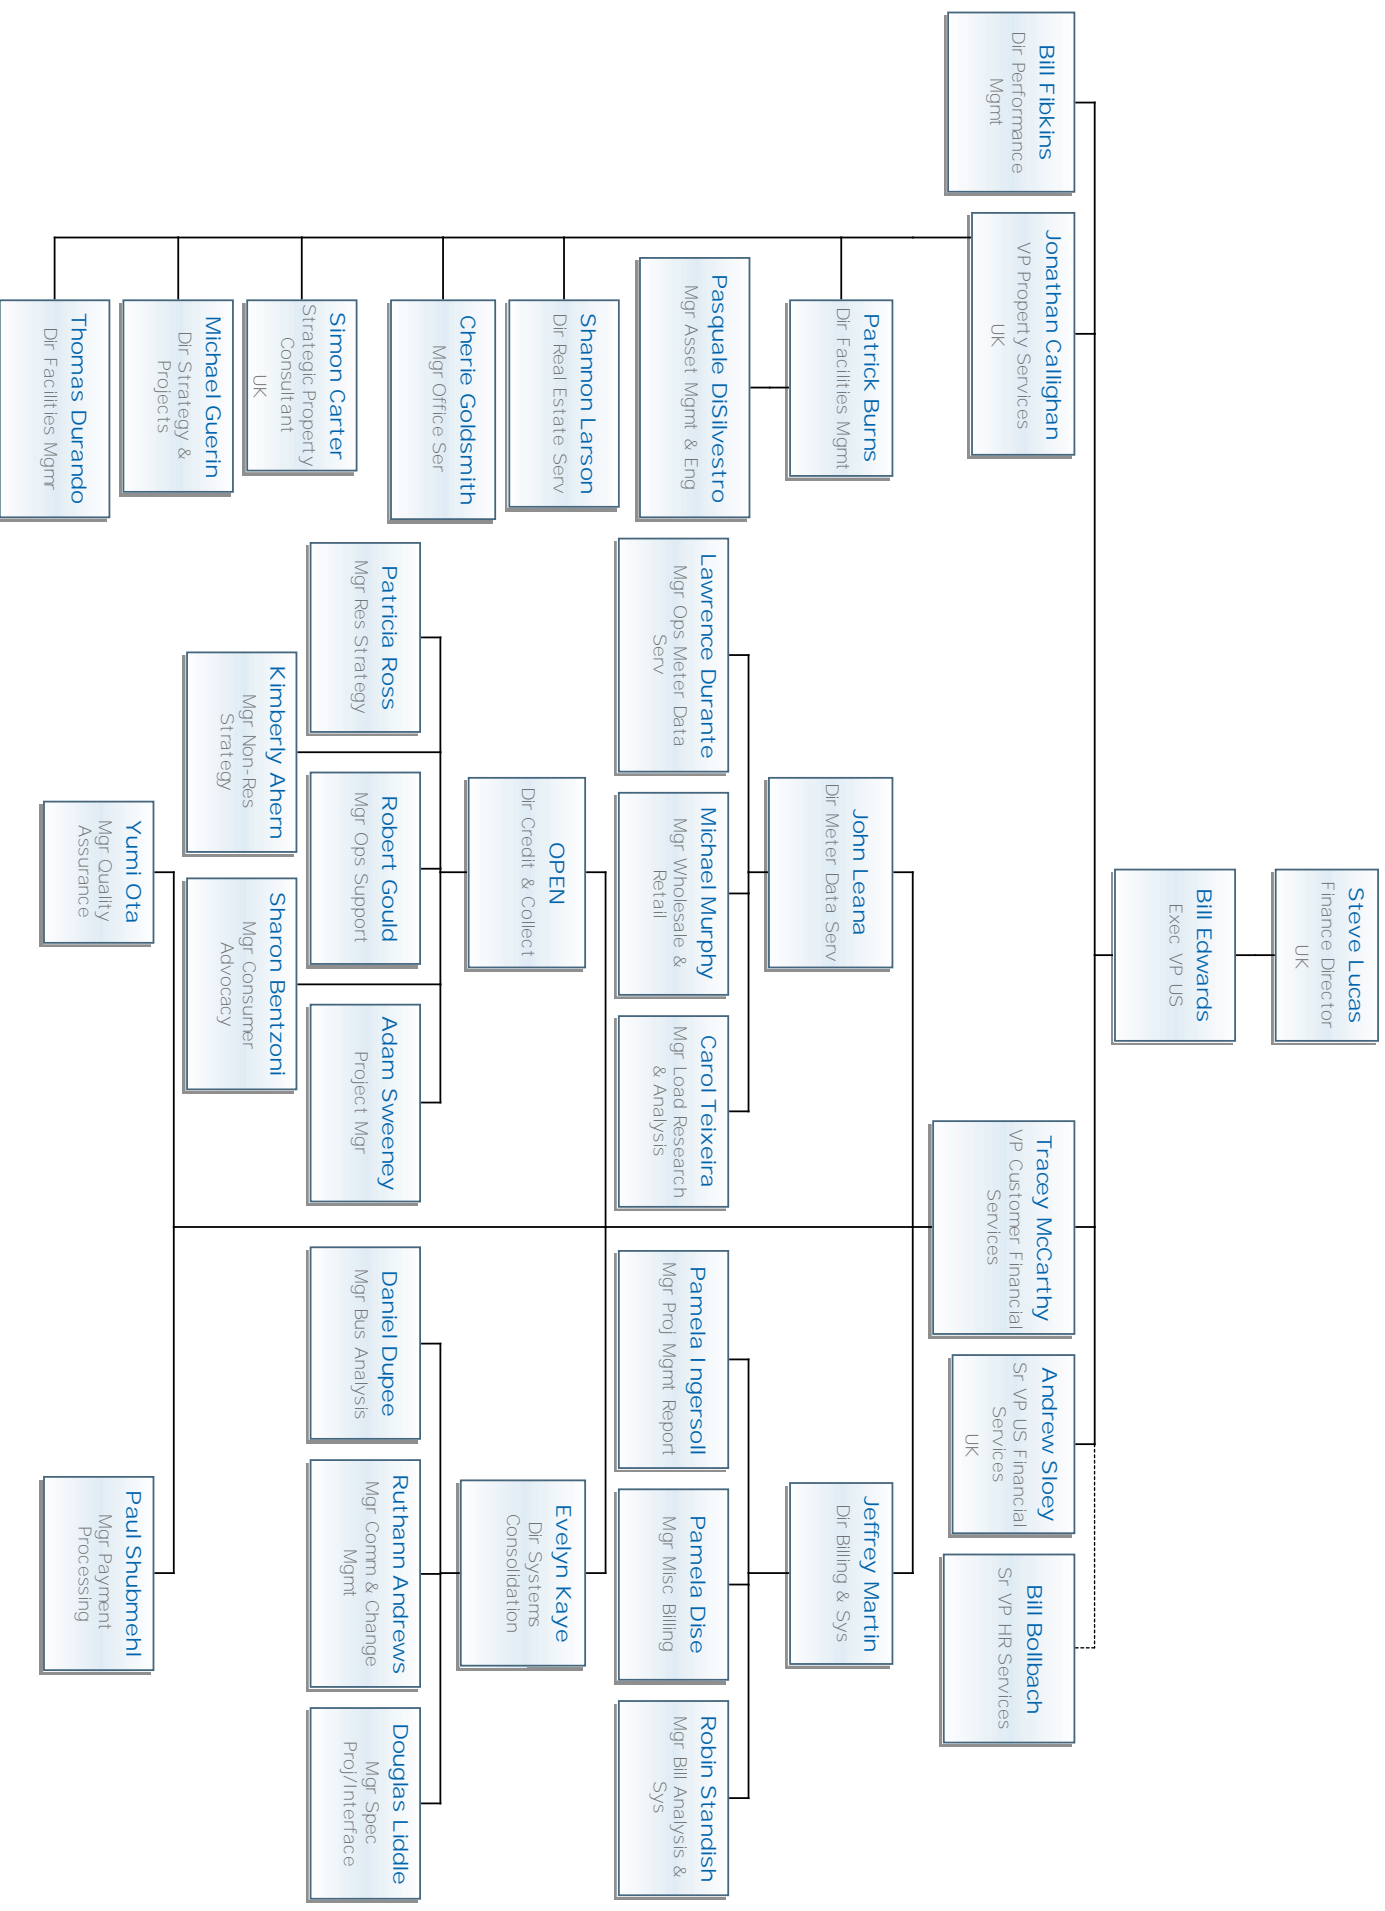 Steve Lucas
Finance Director
UK
Bill Edwards
Exec VP US
Bill Fibkins
Dir Performance
Mgmt
Jonathan Callighan
VP Property Services
UK
Tracey McCarthy
VP Customer Financial
Services
Andrew Sloey
Sr VP US Financial
Services
UK
Bill Bollbach
Sr VP HR Services
Patrick Burns
Dir Facilities Mgmt
Pasquale DiSilvestro
Mgr Asset Mgmt & Eng
Shannon Larson
Dir Real Estate Serv
Cherie Goldsmith
Mgr Office Ser
Simon Carter
Strategic Property
Consultant
UK
Michael Guerin
Dir Strategy &
Projects
Thomas Durando
Dir Facilities Mgmr
John Leana
Dir Meter Data Serv
Lawrence Durante
Mgr Ops Meter Data
Serv
Michael Murphy
Mgr Wholesale &
Retail
Carol Teixeira
Mgr Load Research
& Analysis
Jeffrey Martin
Dir Billing & Sys
Pamela Ingersoll
Mgr Proj Mgmt Report
Pamela Dise
Mgr Misc Billing
Robin Standish
Mgr Bill Analysis &
Sys
OPEN
Dir Credit & Collect
Patricia Ross
Mgr Res Strategy
Kimberly Ahern
Mgr Non-Res
Strategy
Robert Gould
Mgr Ops Support
Sharon Bentzoni
Mgr Consumer
Advocacy
Adam Sweeney
Project Mgr
Evelyn Kaye
Dir Systems
Consolidation
Daniel Dupee
Mgr Bus Analysis
Ruthann Andrews
Mgr Comm & Change
Mgmt
Douglas Liddle
Mgr Spec
Proj/Interface
Yumi Ota
Mgr Quality
Assurance
Paul Shubmehl
Mgr Payment
Processing